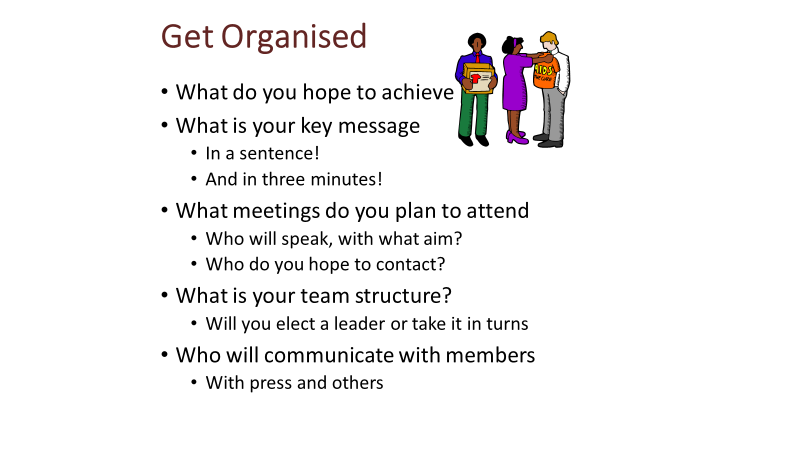 Get Organised
• What do you hope to achieve
• What is your key message
• In a sentence!
• And in three minutes!
• What meetings do you plan to attend
• Who will speak, with what aim?
• Who do you hope to contact?
• What is your team structure?
• Will you elect a leader or take it in turns
• Who will communicate with members
• With press and others